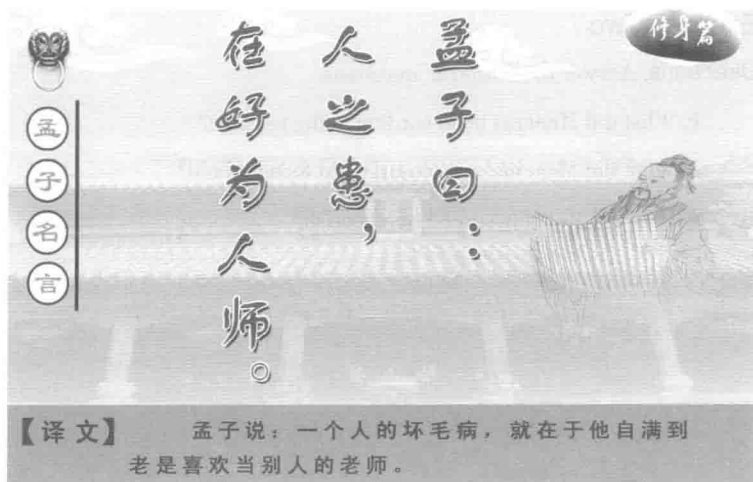 修身篇
孟子曰：
人之患，
在好为人师。
孟子名言
【译文】 孟子说：一个人的坏毛病，就在于他自满到
老是喜欢当别人的老师。